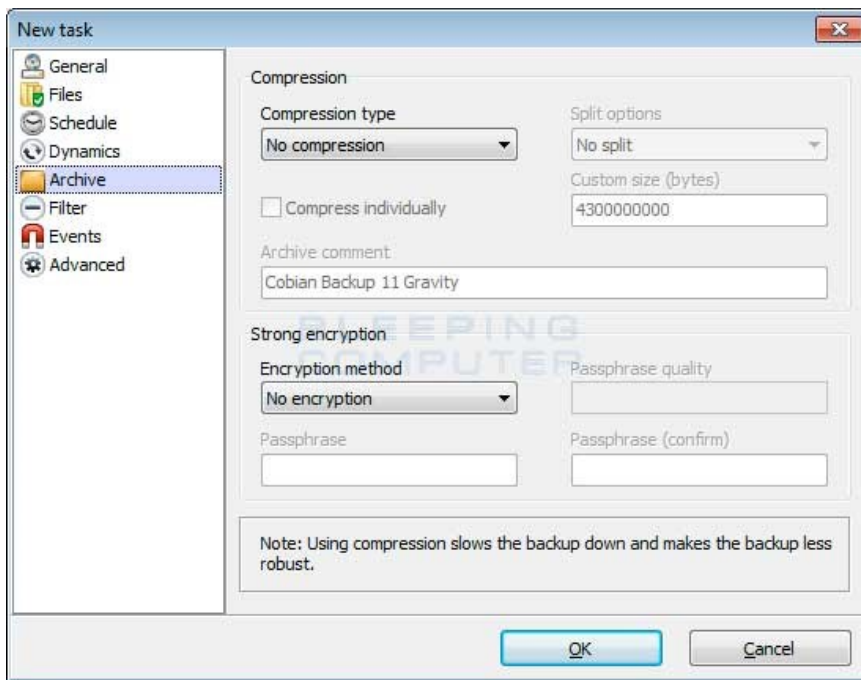 New task
General
Files
Schedule
Dynamics
Archive
Filter
Events
Advanced
Compression
Compression type
Split options
No compression
No split
Custom size (bytes)
Compress individually
4300000000
Archive comment
Cobian Backup 11 Gravity
BLEEPING
COMPUTER
Strong encryption
Encryption method
Passphrase quality
No encryption
Passphrase
Passphrase (confirm)
Note: Using compression slows the backup down and makes the backup less
robust.
OK
Cancel